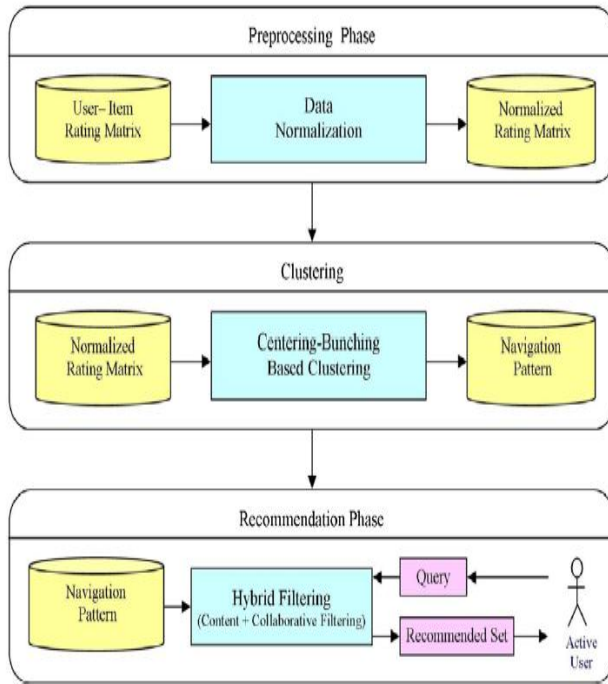 Preprocessing Phase
User– Item
Rating Matrix
Data
Normalization
Normalized
Rating Matrix
Clustering
Normalized
Rating Matrix
Centering-Bunching
Based Clustering
Navigation
Pattern
Recommendation Phase
Navigation
Pattern
Hybrid Filtering
(Content + Collaborative Filtering)
Query
Recommended Set
Active
User